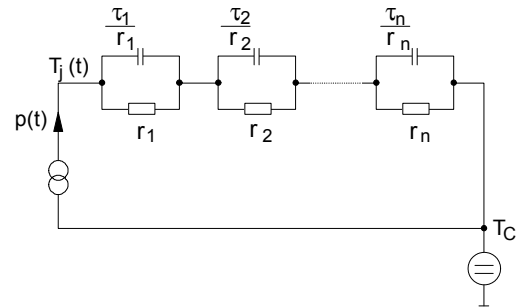 τ1 τ2 τn
r1 r2 rn
Tj (t)
r1 r2 rn
p(t)
TC